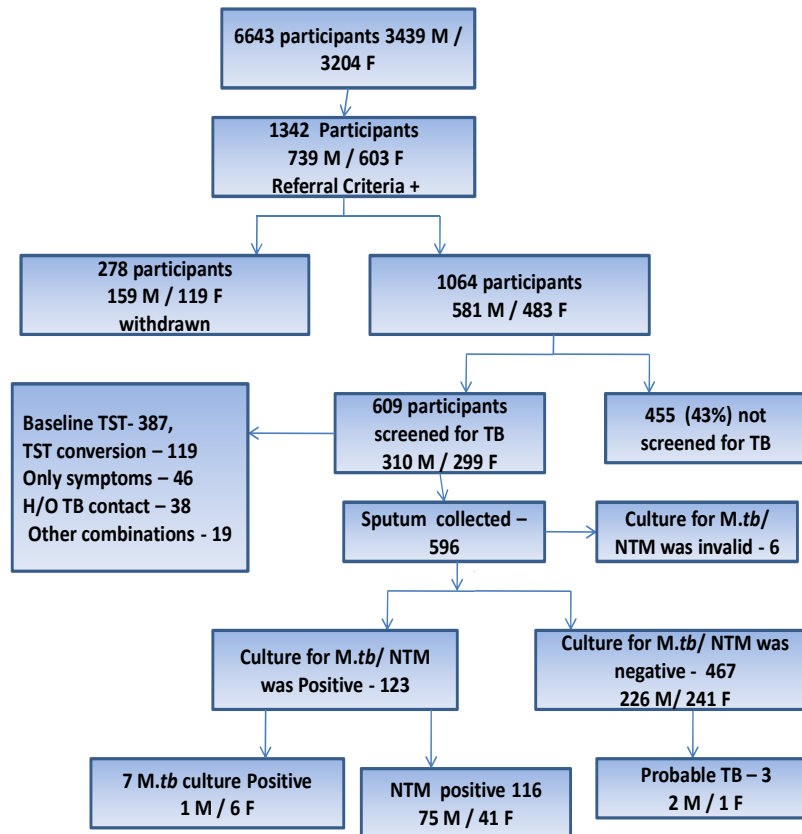 6643 participants 3439 M /
3204 F
1342 Participants
739 M / 603 F
Referral Criteria +
278 participants
159 M / 119 F
withdrawn
1064 participants
581 M / 483 F
Baseline TST- 387,
TST conversion – 119
Only symptoms – 46
H/O TB contact – 38
Other combinations - 19
609 participants
screened for TB
310 M / 299 F
455 (43%) not
screened for TB
Sputum collected –
596
Culture for M.tb/
NTM was invalid - 6
Culture for M.tb/ NTM
was Positive - 123
Culture for M.tb/ NTM was
negative - 467
226 M/ 241 F
7 M.tb culture Positive
1 M / 6 F
NTM positive 116
75 M / 41 F
Probable TB – 3
2 M / 1 F